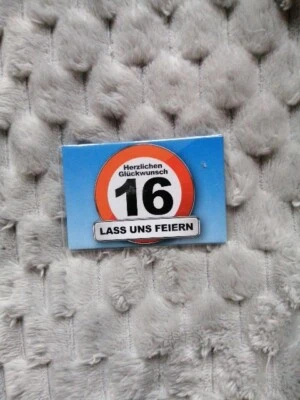 Herzlichen
Glückwunsch
16
LASS UNS FEIERN